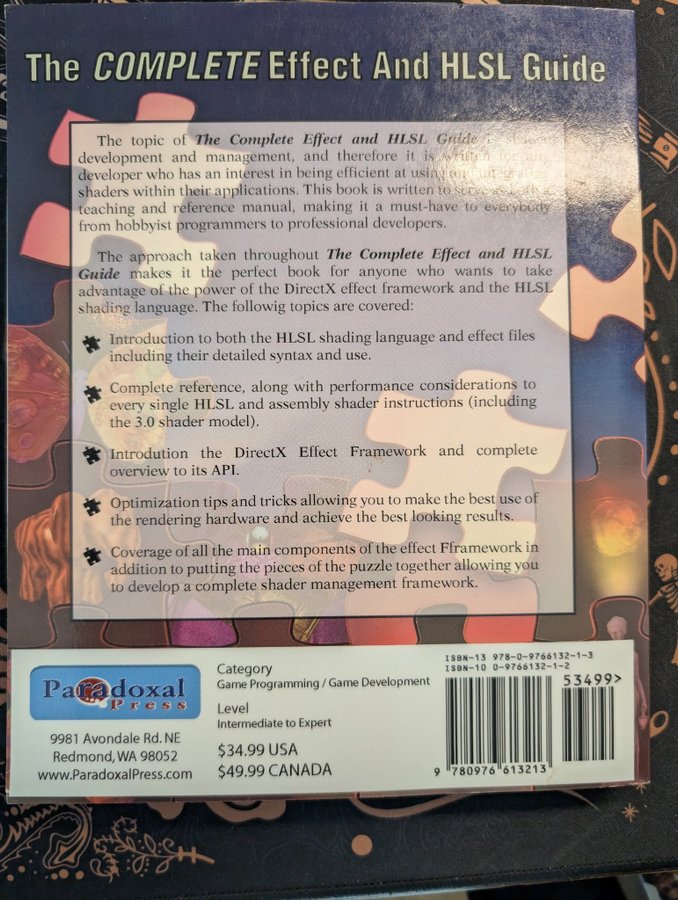 The COMPLETE Effect And HLSL Guide
The topic of The Complete Effect and HLSL Guide is shader
development and management, and therefore it is written for any
developer who has an interest in being efficient at using and integrating
shaders within their applications. This book is written to serve as both a
teaching and reference manual, making it a must-have to everybody
from hobbyist programmers to professional developers.
The approach taken throughout The Complete Effect and HLSL
Guide makes it the perfect book for anyone who wants to take
advantage of the power of the DirectX effect framework and the HLSL
shading language. The followig topics are covered:
Introduction to both the HLSL shading language and effect files
including their detailed syntax and use.
Complete reference, along with performance considerations to
every single HLSL and assembly shader instructions (including
the 3.0 shader model).
Introdution the DirectX Effect Framework and complete
overview to its API.
Optimization tips and tricks allowing you to make the best use of
the rendering hardware and achieve the best looking results.
Coverage of all the main components of the effect Fframework in
addition to putting the pieces of the puzzle together allowing you
to develop a complete shader management framework.
Paradoxal
Press
9981 Avondale Rd. NE
Redmond, WA 98052
www.ParadoxalPress.com
Category
Game Programming / Game Development
Level
Intermediate to Expert
$34.99 USA
$49.99 CANADA
ISBN-13 978-0-9766132-1-3
ISBN-10 0-9766132-1-2
53499>
9 780976 613213